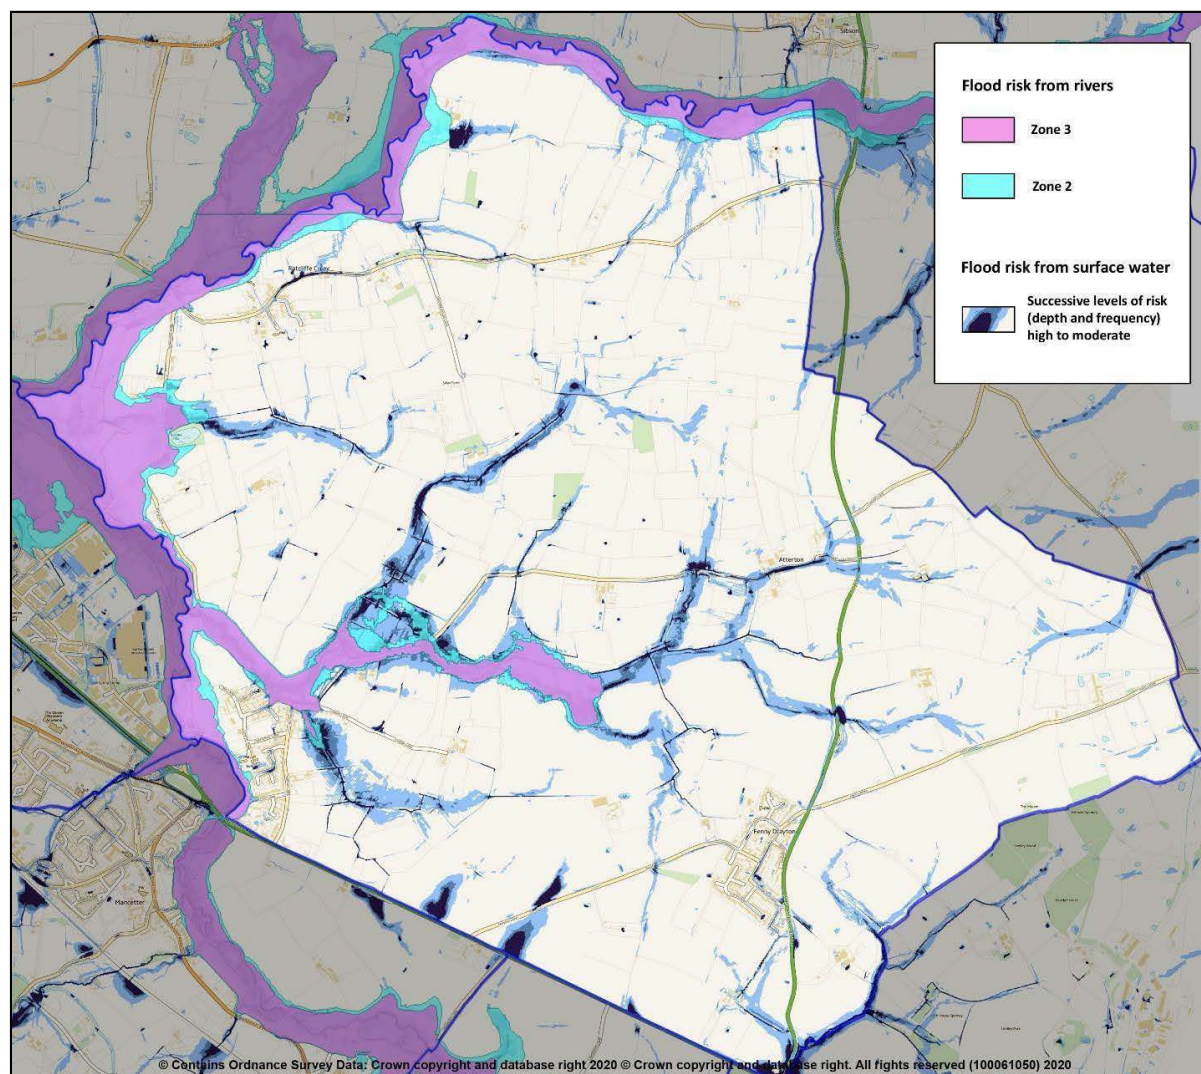 Sibson
Flood risk from rivers
Zone 3
Zone 2
Flood risk from surface water
Successive levels of risk
(depth and frequency)
high to moderate
Ratcliffe Culey
Atterton
Fenny Drayton
Mancetter
© Contains Ordnance Survey Data: Crown copyright and database right 2020 © Crown copyright and database right. All rights reserved (100061050) 2020